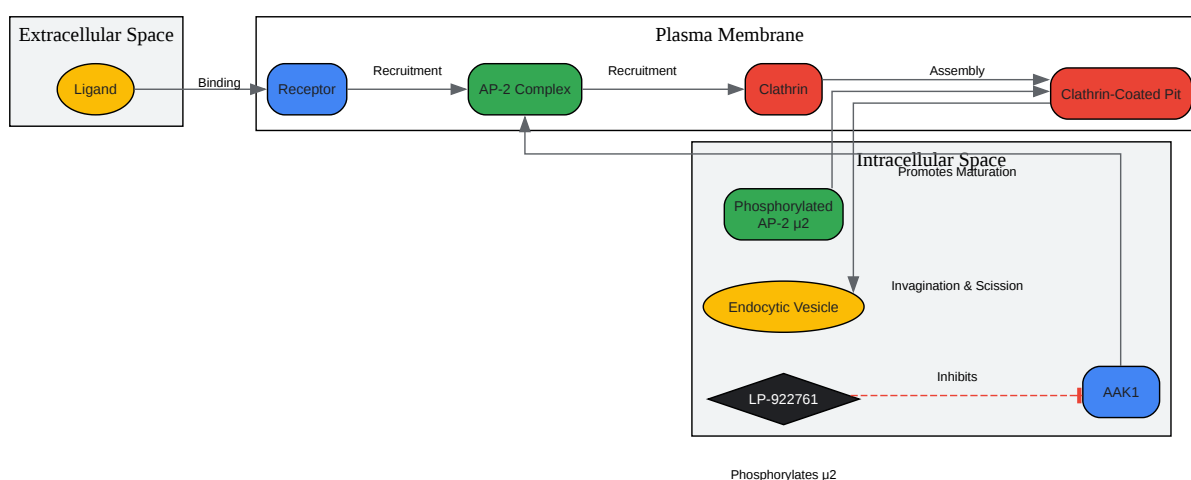 Extracellular Space
Plasma Membrane
Ligand
Binding
Receptor
Recruitment
AP-2 Complex
Recruitment
Clathrin
Assembly
Clathrin-Coated Pit
Intracellular Space
Promotes Maturation
Phosphorylated
AP-2 μ2
Invagination & Scission
Endocytic Vesicle
Inhibits
LP-922761
AAK1
Phosphorylates μ2